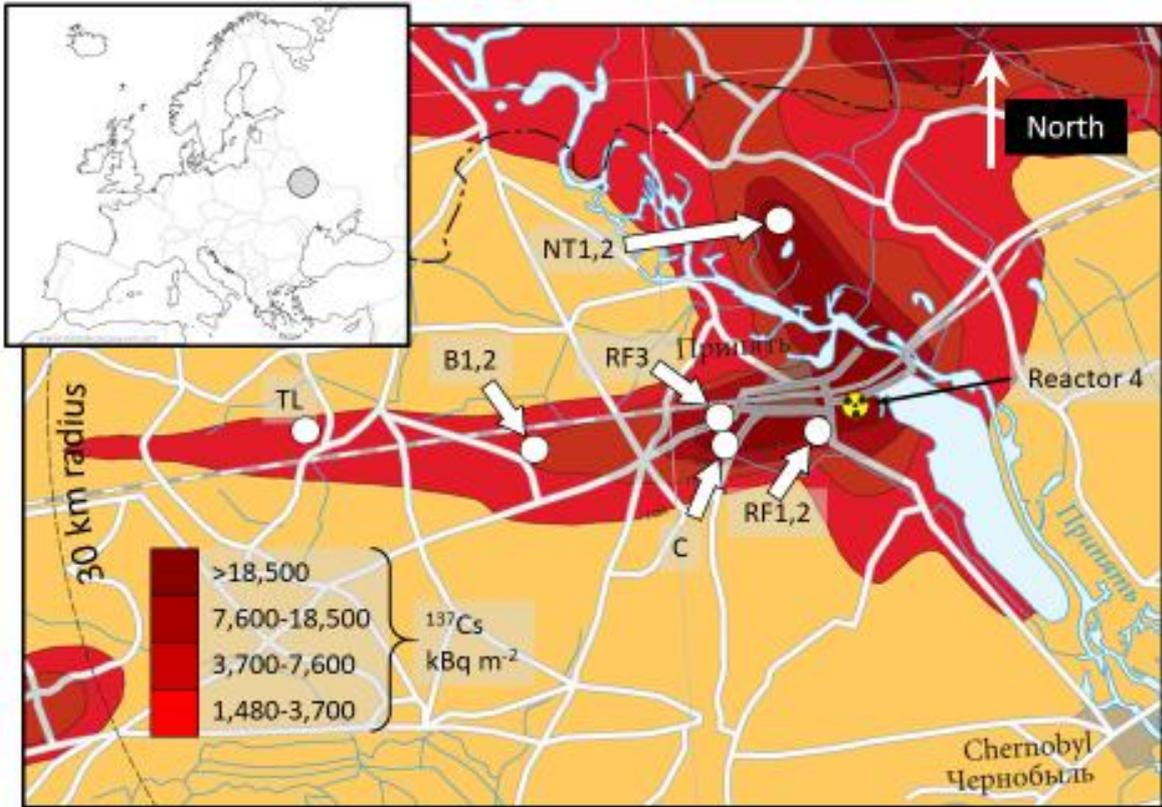 North
NT1,2
B1,2
RF3
Припять
Reactor 4
TL
30 km radius
RF1,2
C
Припять
>18,500
7,600-18,500
3,700-7,600
1,480-3,700
¹³⁷Cs
kBq m⁻²
Chernobyl
Чернобыль